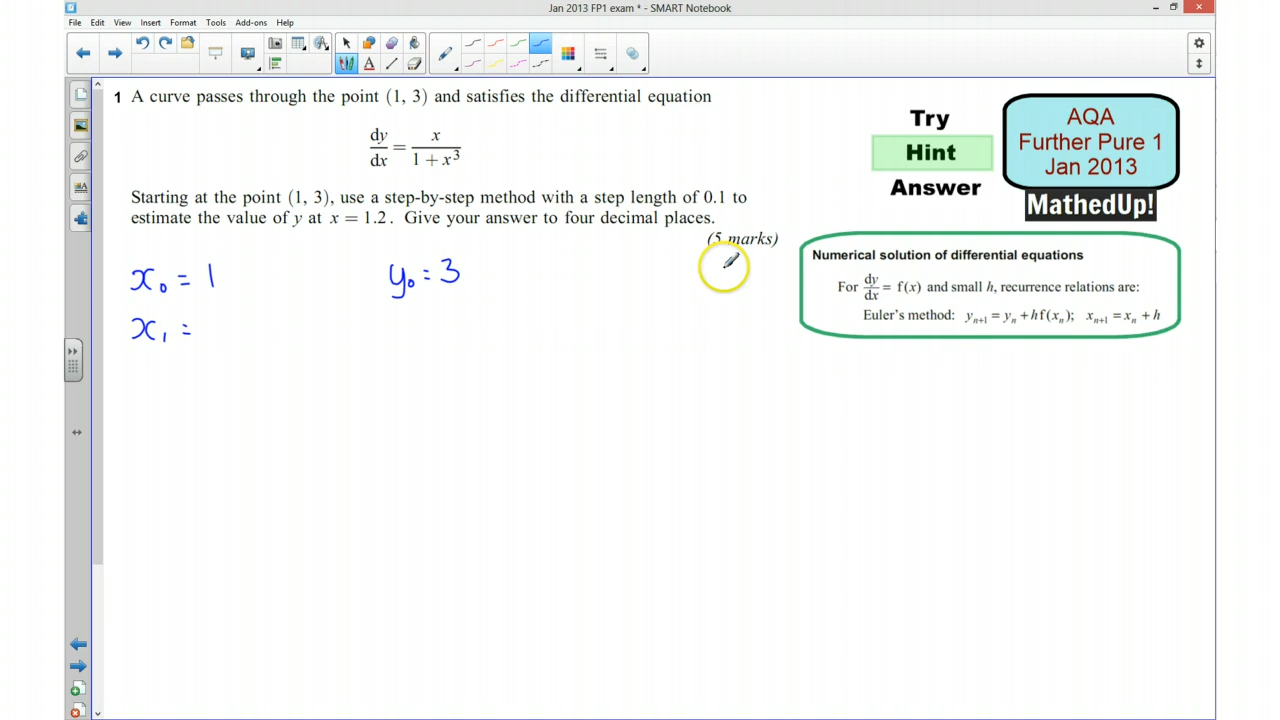 Jan 2013 FP1 exam * - SMART Notebook
File Edit View Insert Format Tools Add-ons Help
1 A curve passes through the point (1, 3) and satisfies the differential equation
dy/dx = x/(1 + x³)
Starting at the point (1, 3), use a step-by-step method with a step length of 0.1 to
estimate the value of y at x = 1.2 . Give your answer to four decimal places.
(5 marks)
x₀ = 1 y₀ = 3
x₁ =
Try
Hint
Answer
AQA
Further Pure 1
Jan 2013
MathedUp!
Numerical solution of differential equations
For dy/dx = f(x) and small h, recurrence relations are:
Euler's method: yₙ₊₁ = yₙ + hf(xₙ); xₙ₊₁ = xₙ + h